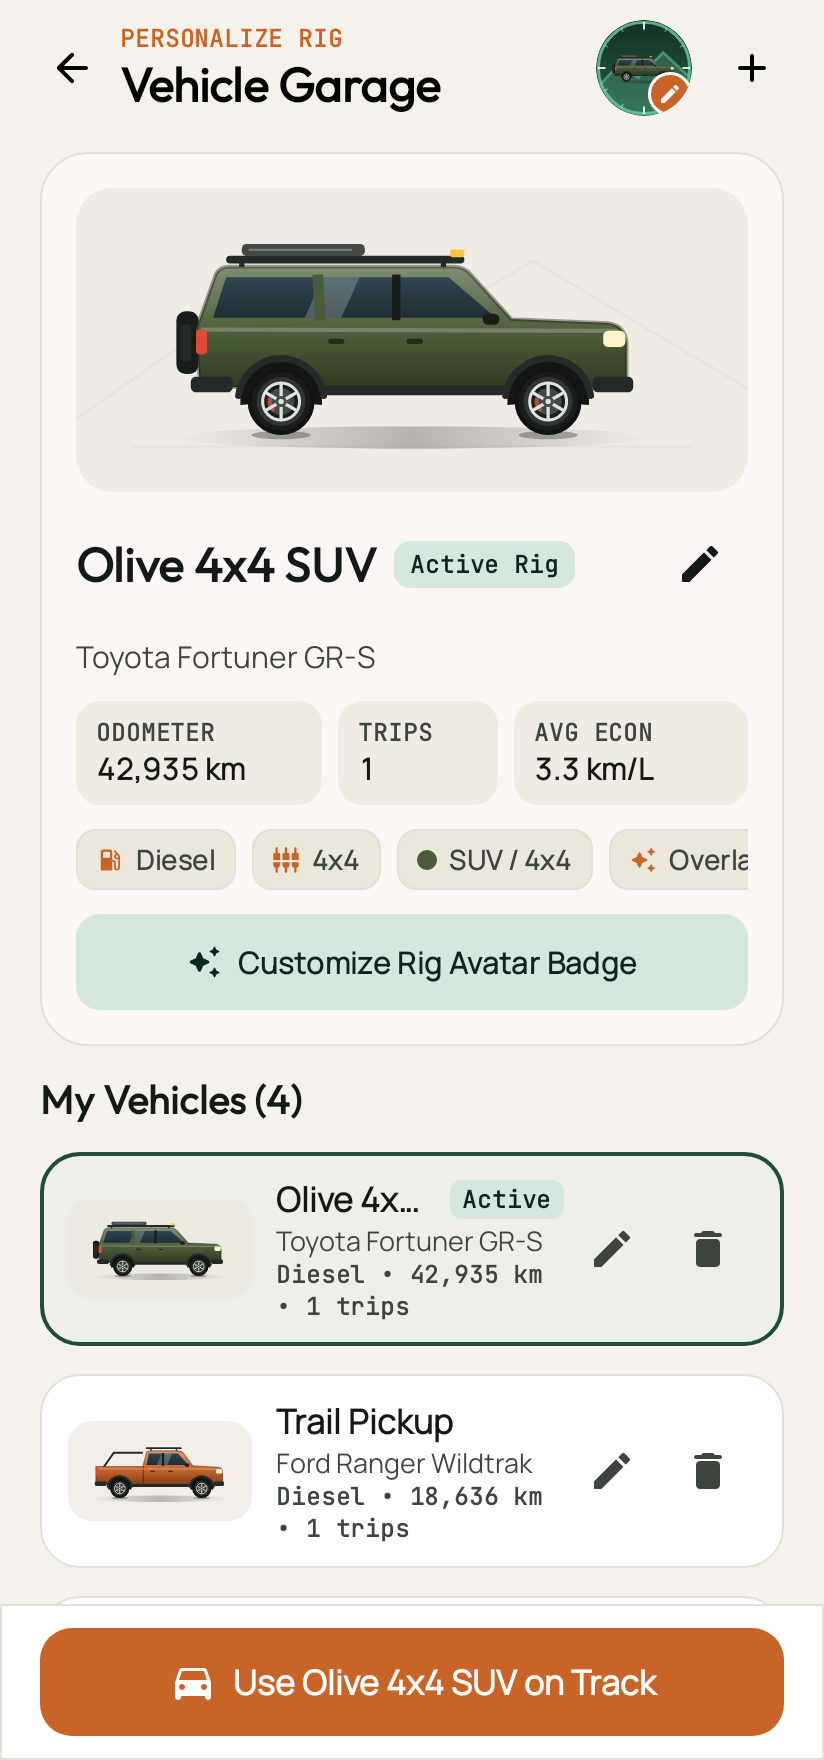 PERSONALIZE RIG
Vehicle Garage
Olive 4x4 SUV
Active Rig
Toyota Fortuner GR-S
ODOMETER
42,935 km
TRIPS
1
AVG ECON
3.3 km/L
Diesel
4x4
SUV / 4x4
Overla
Customize Rig Avatar Badge
My Vehicles (4)
Olive 4x...
Active
Toyota Fortuner GR-S
Diesel • 42,935 km
• 1 trips
Trail Pickup
Ford Ranger Wildtrak
Diesel • 18,636 km
• 1 trips
Use Olive 4x4 SUV on Track